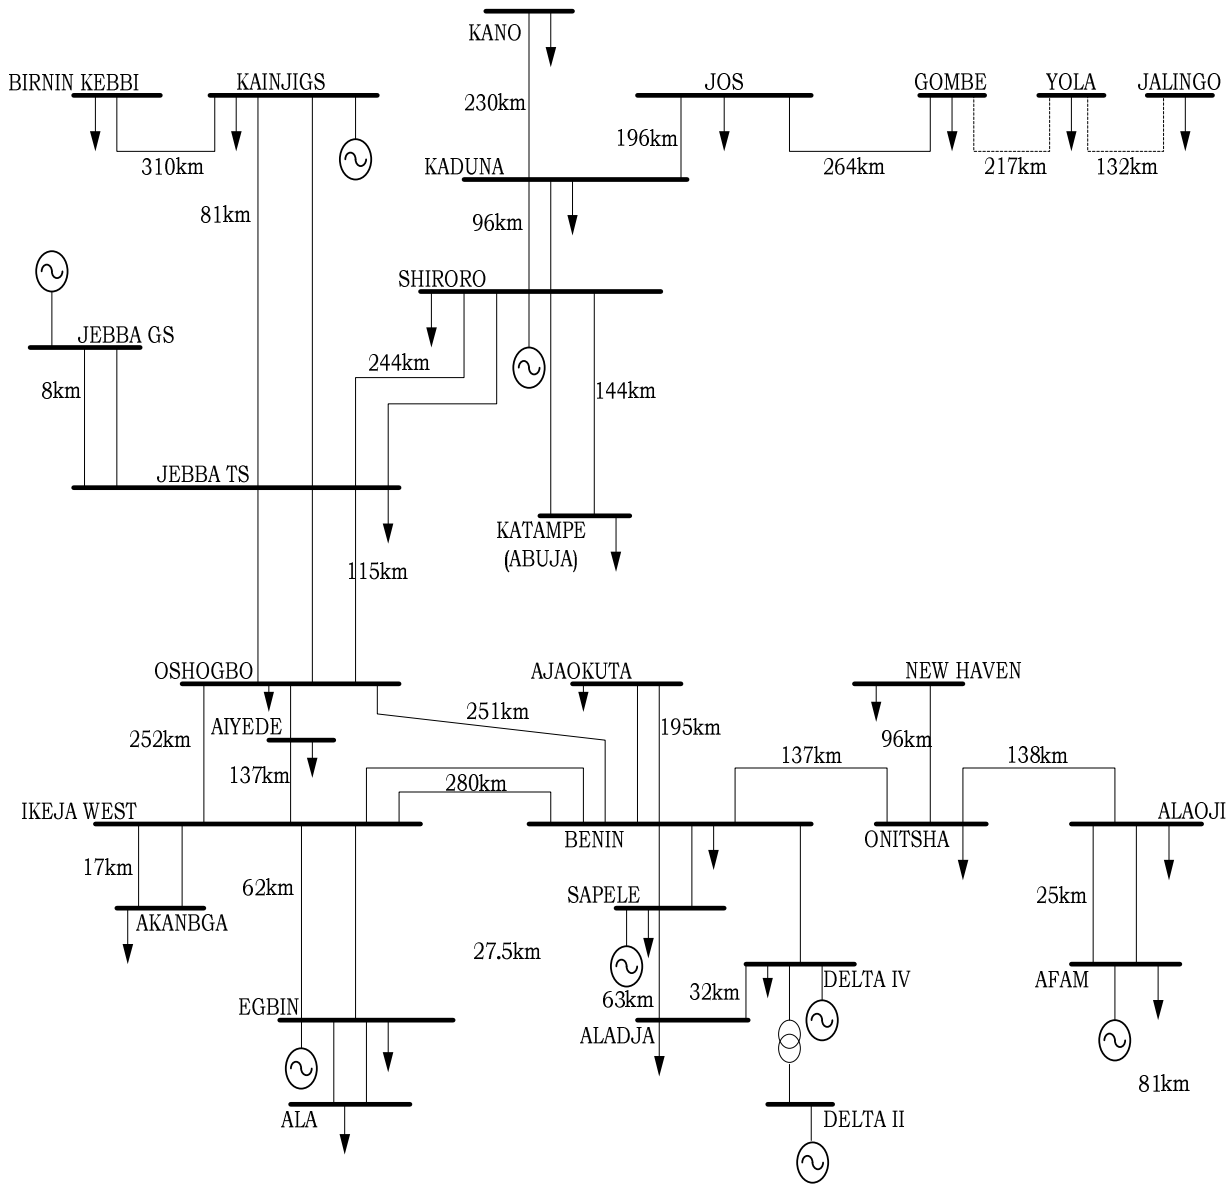 KANO
BIRNIN KEBBI
KAINJIGS
JOS
GOMBE
YOLA
JALINGO
230km
196km
310km
KADUNA
264km
217km
132km
81km
96km
SHIRORO
JEBBA GS
244km
8km
144km
JEBBA TS
KATAMPE
(ABUJA)
115km
OSHOGBO
AJAOKUTA
NEW HAVEN
251km
AIYEDE
195km
252km
96km
137km
137km
138km
280km
IKEJA WEST
BENIN
ONITSHA
ALAOJI
17km
62km
SAPELE
25km
AKANBGA
27.5km
DELTA IV
AFAM
63km
32km
EGBIN
ALADJA
81km
ALA
DELTA II